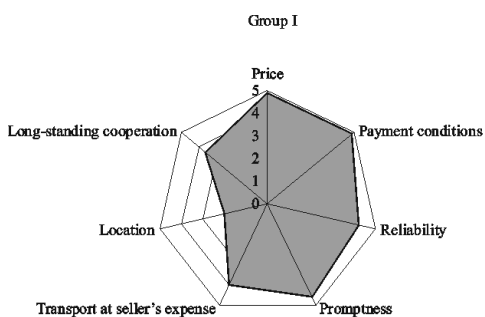 Group I
Price
5
Long-standing cooperation
4
Payment conditions
3
2
1
0
Location
Reliability
Transport at seller's expense
Promptness